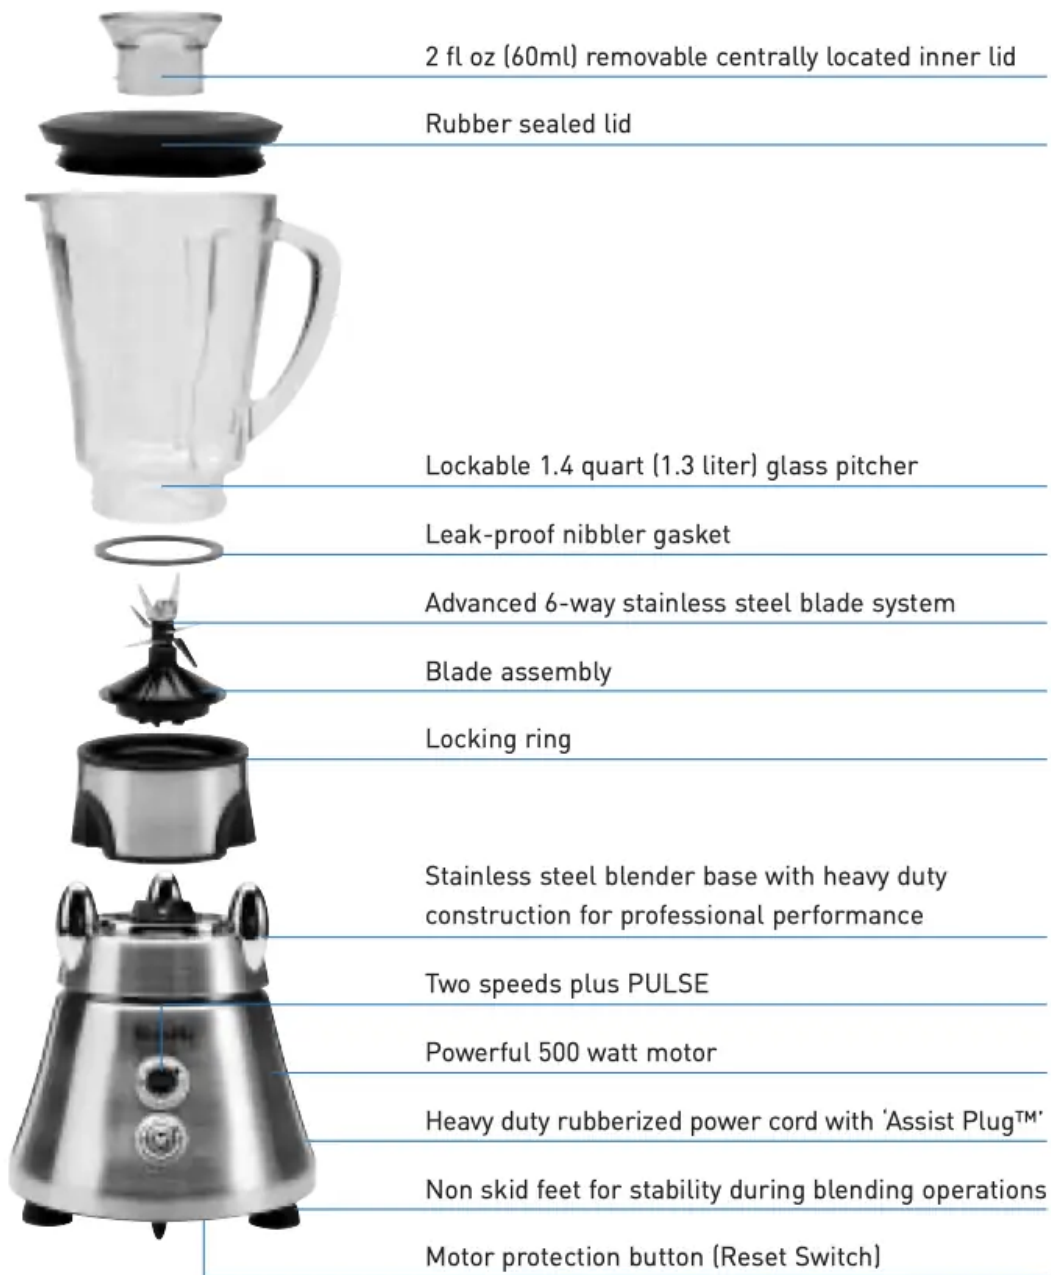 2 fl oz (60ml) removable centrally located inner lid
Rubber sealed lid
Lockable 1.4 quart (1.3 liter) glass pitcher
Leak-proof nibbler gasket
Advanced 6-way stainless steel blade system
Blade assembly
Locking ring
Stainless steel blender base with heavy duty
construction for professional performance
Two speeds plus PULSE
Powerful 500 watt motor
Heavy duty rubberized power cord with ‘Assist Plug™’
Non skid feet for stability during blending operations
Motor protection button (Reset Switch)